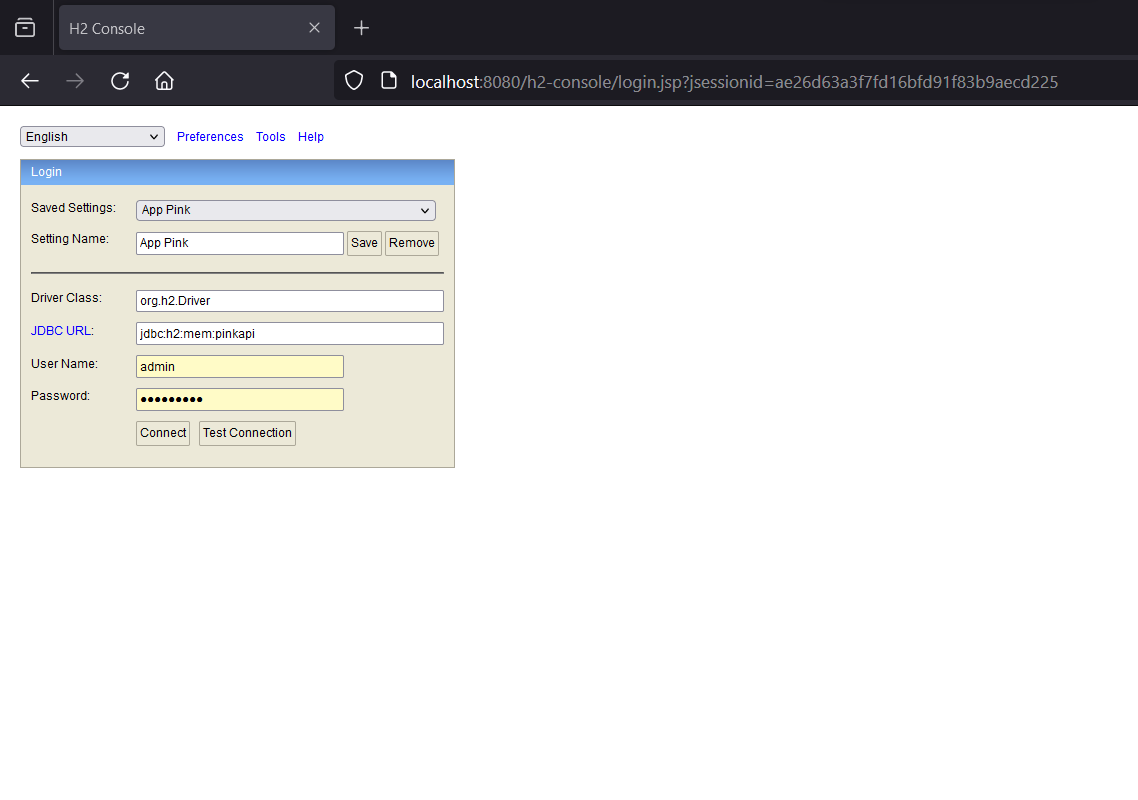 H2 Console
localhost:8080/h2-console/login.jsp?jsessionid=ae26d63a3f7fd16bfd91f83b9aecd225
English Preferences Tools Help
Login
Saved Settings: App Pink
Setting Name: App Pink Save Remove
Driver Class: org.h2.Driver
JDBC URL: jdbc:h2:mem:pinkapi
User Name: admin
Password: •••••••••
Connect Test Connection